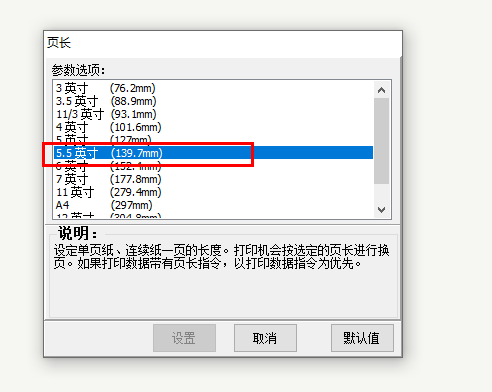 页长
参数选项：
3 英寸 (76.2mm)
3.5 英寸 (88.9mm)
11/3 英寸 (93.1mm)
4 英寸 (101.6mm)
5 英寸 (127mm)
5.5 英寸 (139.7mm)
6 英寸 (152.4mm)
7 英寸 (177.8mm)
11 英寸 (279.4mm)
A4 (297mm)
12 英寸 (304.8mm)
说明：
设定单页纸、连续纸一页的长度。打印机会按选定的页长进行换
页。如果打印数据带有页长指令，以打印数据指令为优先。
设置
取消
默认值